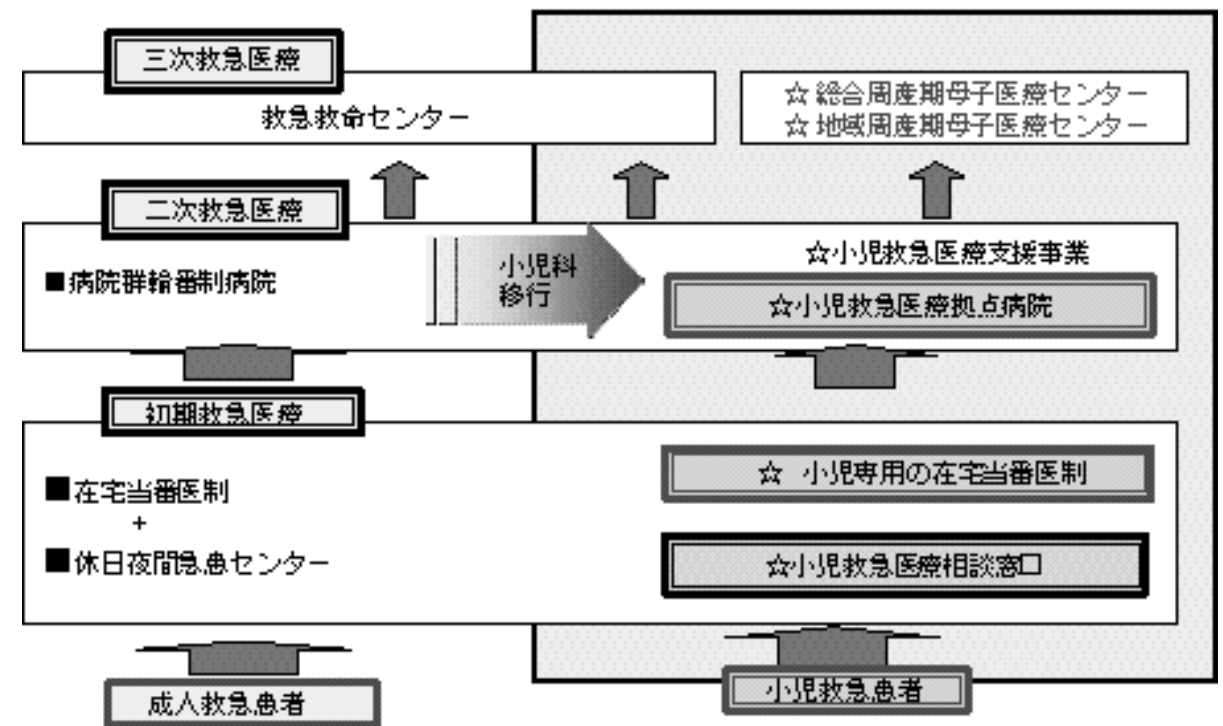 三次救急医療
救急救命センター
☆総合周産期母子医療センター
☆地域周産期母子医療センター
二次救急医療
■病院群輪番制病院
小児科
移行
☆小児救急医療支援事業
☆小児救急医療拠点病院
初期救急医療
■在宅当番医制
+
■休日夜間急患センター
☆ 小児専用の在宅当番医制
☆小児救急医療相談窓口
成人救急患者
小児救急患者